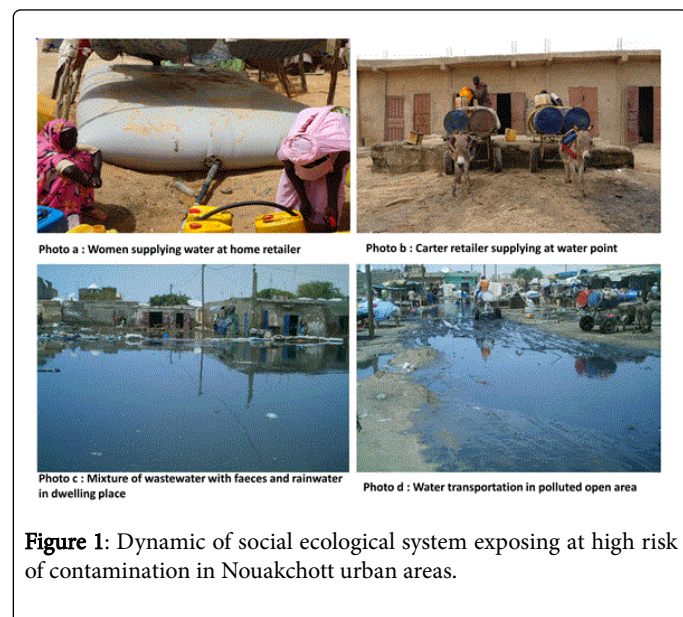 Photo a : Women supplying water at home retailer
Photo b : Carter retailer supplying at water point
Photo c : Mixture of wastewater with faeces and rainwater
in dwelling place
Photo d : Water transportation in polluted open area
Figure 1: Dynamic of social ecological system exposing at high risk
of contamination in Nouakchott urban areas.